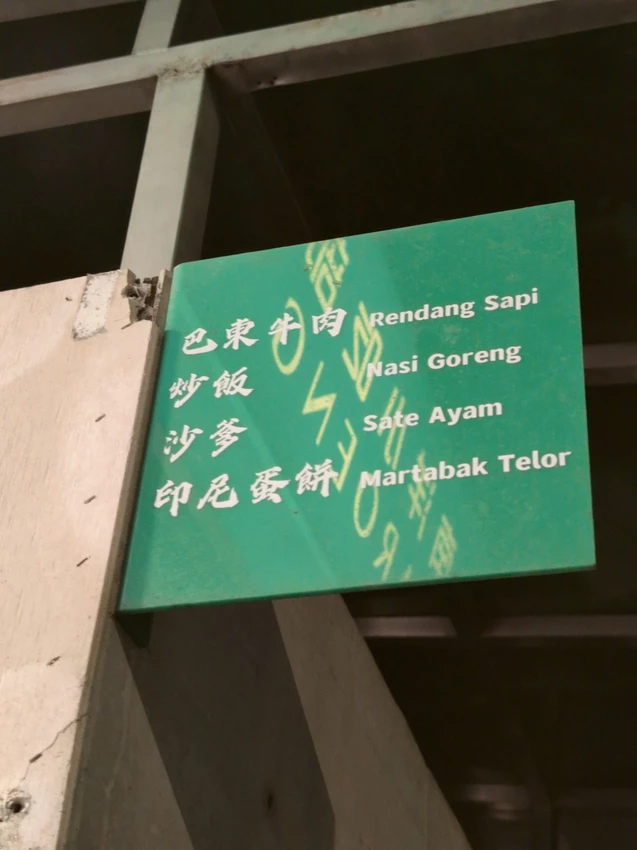 巴東牛肉 Rendang Sapi
炒飯 Nasi Goreng
沙爹 Sate Ayam
印尼蛋餅 Martabak Telor